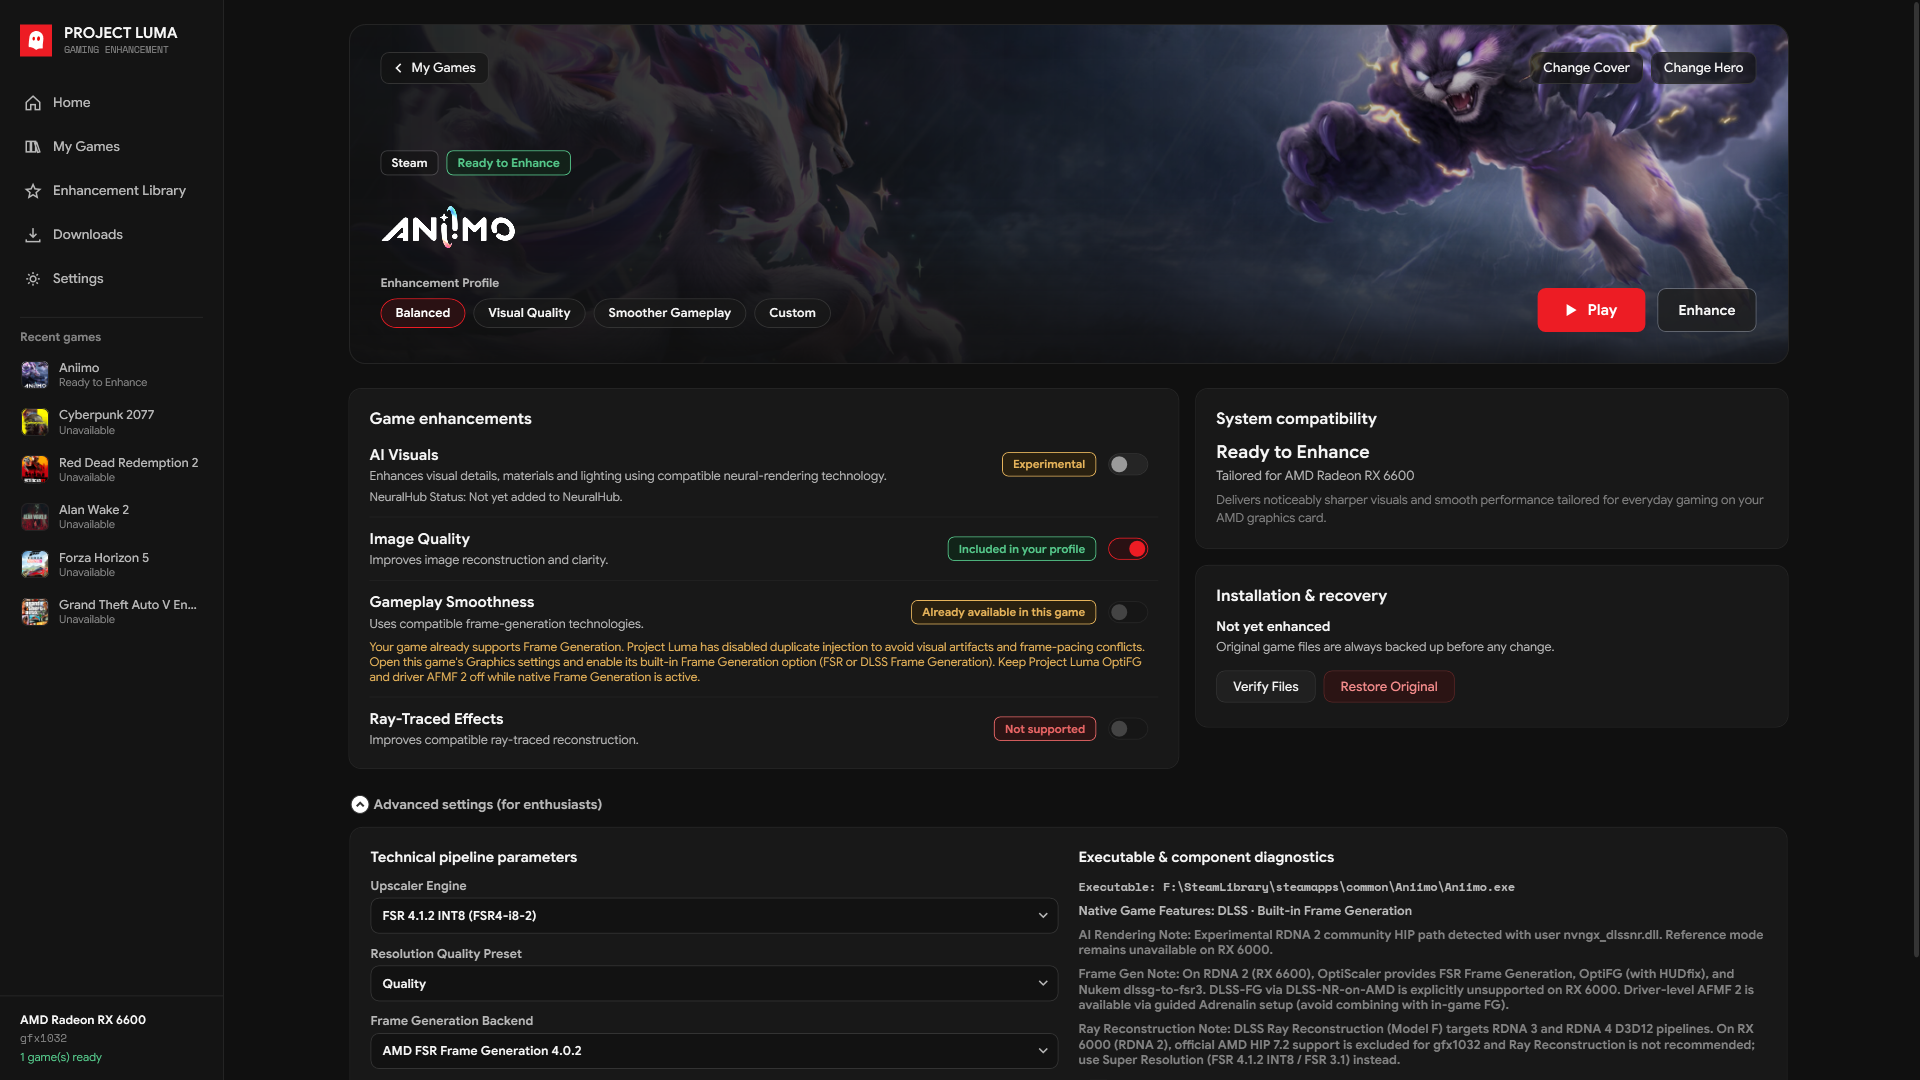 PROJECT LUMA
GAMING ENHANCEMENT
Home
My Games
Enhancement Library
Downloads
Settings
Recent games
Aniimo
Ready to Enhance
Cyberpunk 2077
Unavailable
Red Dead Redemption 2
Unavailable
Alan Wake 2
Unavailable
Forza Horizon 5
Unavailable
Grand Theft Auto V En...
Unavailable
AMD Radeon RX 6600
gfx1032
1 game(s) ready
My Games
Change Cover
Change Hero
Steam
Ready to Enhance
ANIIMO
Enhancement Profile
Balanced
Visual Quality
Smoother Gameplay
Custom
Play
Enhance
Game enhancements
AI Visuals
Enhances visual details, materials and lighting using compatible neural-rendering technology.
NeuralHub Status: Not yet added to NeuralHub.
Experimental
Image Quality
Improves image reconstruction and clarity.
Included in your profile
Gameplay Smoothness
Uses compatible frame-generation technologies.
Already available in this game
Your game already supports Frame Generation. Project Luma has disabled duplicate injection to avoid visual artifacts and frame-pacing conflicts.
Open this game's Graphics settings and enable its built-in Frame Generation option (FSR or DLSS Frame Generation). Keep Project Luma OptiFG
and driver AFMF 2 off while native Frame Generation is active.
Ray-Traced Effects
Improves compatible ray-traced reconstruction.
Not supported
System compatibility
Ready to Enhance
Tailored for AMD Radeon RX 6600
Delivers noticeably sharper visuals and smooth performance tailored for everyday gaming on your
AMD graphics card.
Installation & recovery
Not yet enhanced
Original game files are always backed up before any change.
Verify Files
Restore Original
Advanced settings (for enthusiasts)
Technical pipeline parameters
Upscaler Engine
FSR 4.1.2 INT8 (FSR4-i8-2)
Resolution Quality Preset
Quality
Frame Generation Backend
AMD FSR Frame Generation 4.0.2
Executable & component diagnostics
Executable: F:\SteamLibrary\steamapps\common\Aniimo\Aniimo.exe
Native Game Features: DLSS · Built-in Frame Generation
AI Rendering Note: Experimental RDNA 2 community HIP path detected with user nvngx_dlssnr.dll. Reference mode
remains unavailable on RX 6000.
Frame Gen Note: On RDNA 2 (RX 6600), OptiScaler provides FSR Frame Generation, OptiFG (with HUDfix), and
Nukem dlssg-to-fsr3. DLSS-FG via DLSS-NR-on-AMD is explicitly unsupported on RX 6000. Driver-level AFMF 2 is
available via guided Adrenalin setup (avoid combining with in-game FG).
Ray Reconstruction Note: DLSS Ray Reconstruction (Model F) targets RDNA 3 and RDNA 4 D3D12 pipelines. On RX
6000 (RDNA 2), official AMD HIP 7.2 support is excluded for gfx1032 and Ray Reconstruction is not recommended;
use Super Resolution (FSR 4.1.2 INT8 / FSR 3.1) instead.